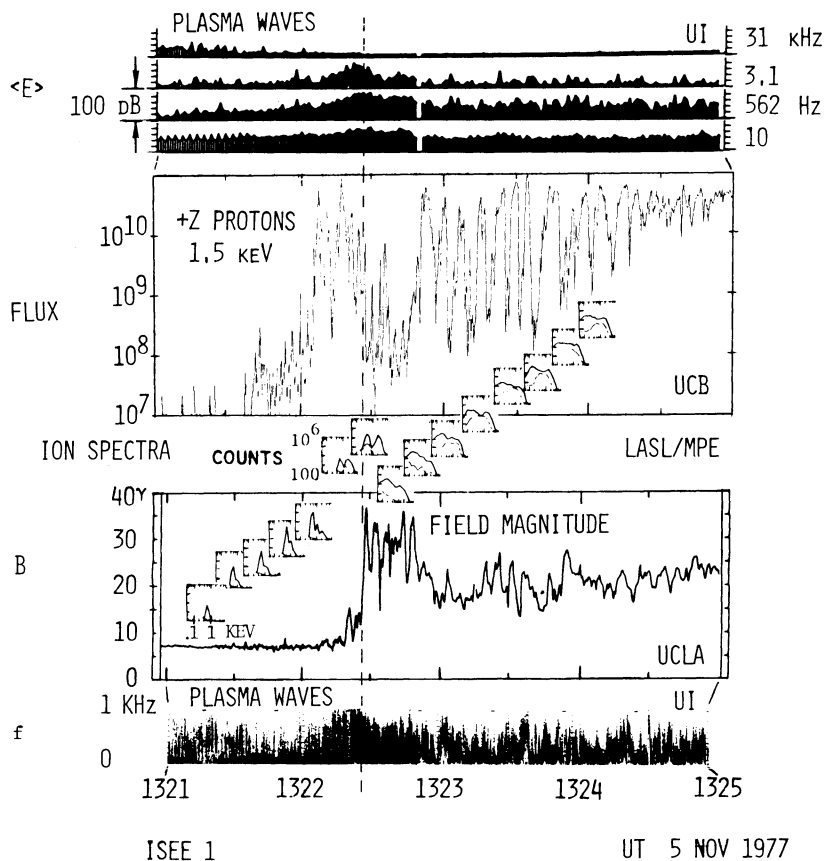 PLASMA WAVES
UI
31 KHZ
<E>
3.1
100 dB
562 Hz
10
+Z PROTONS
1.5 KEV
10^10
10^9
FLUX
10^8
10^7
UCB
ION SPECTRA
COUNTS
10^6
100
LASL/MPE
40γ
FIELD MAGNITUDE
30
B
20
10
.1 1 KEV
0
UCLA
PLASMA WAVES
UI
1 KHz
f
0
1321
1322
1323
1324
1325
ISEE 1
UT 5 NOV 1977